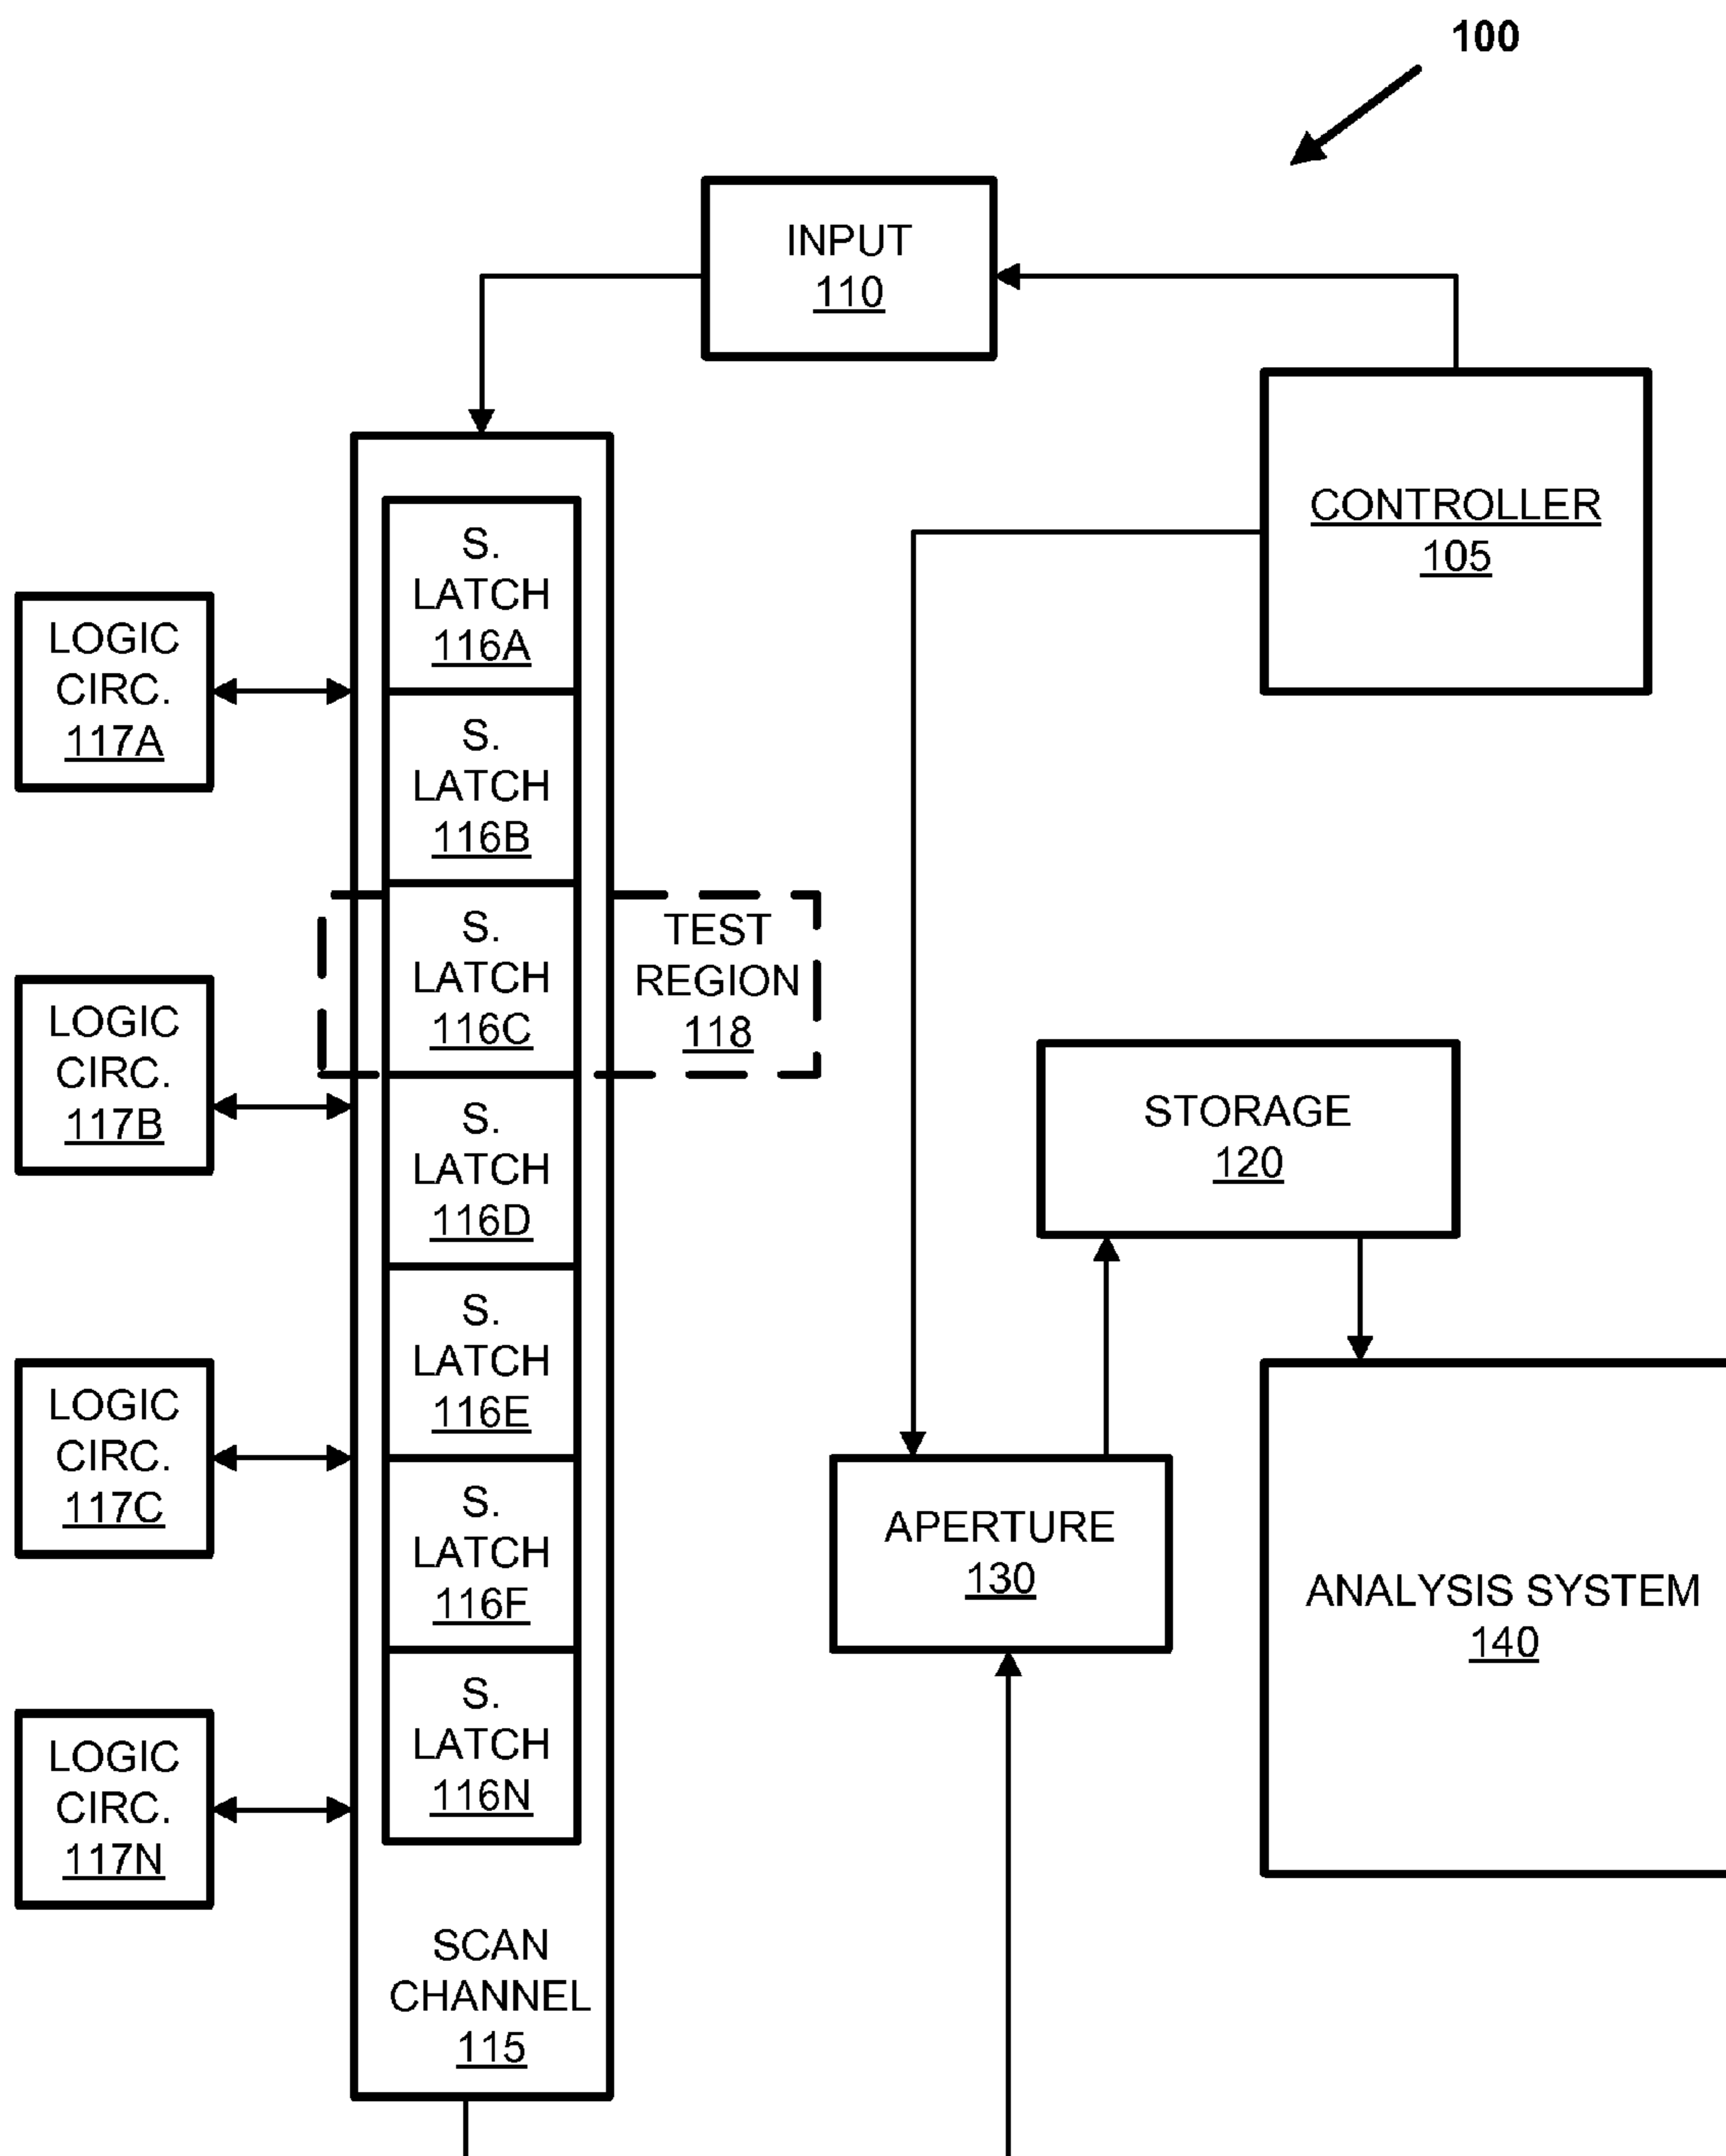 100
INPUT
110
CONTROLLER
105
S.
LATCH
116A
LOGIC
CIRC.
117A
S.
LATCH
116B
S.
LATCH
116C
TEST
REGION
118
LOGIC
CIRC.
117B
S.
LATCH
116D
STORAGE
120
S.
LATCH
116E
LOGIC
CIRC.
117C
S.
LATCH
116F
APERTURE
130
ANALYSIS SYSTEM
140
S.
LATCH
116N
LOGIC
CIRC.
117N
SCAN
CHANNEL
115